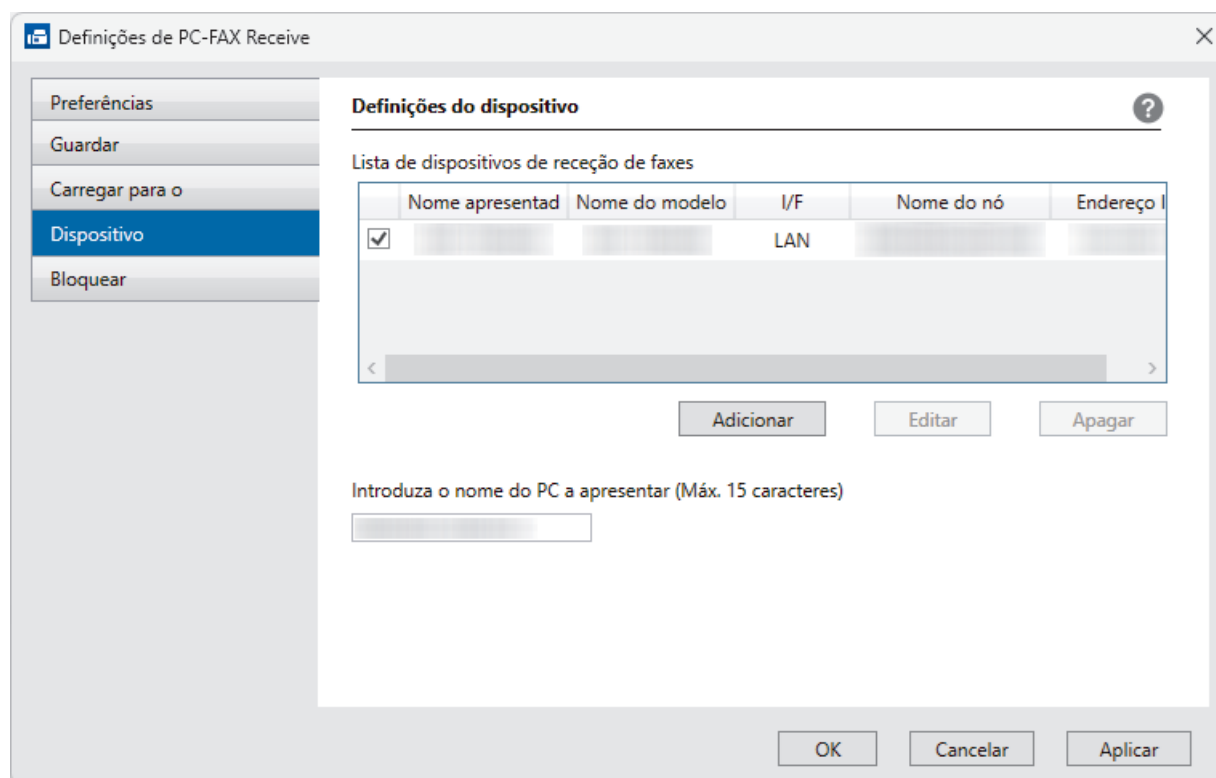 Definições de PC-FAX Receive
Preferências
Guardar
Carregar para o
Dispositivo
Bloquear
Definições do dispositivo
?
Lista de dispositivos de receção de faxes
Nome apresentad Nome do modelo I/F Nome do nó Endereço I
LAN
Adicionar Editar Apagar
Introduza o nome do PC a apresentar (Máx. 15 caracteres)
OK Cancelar Aplicar